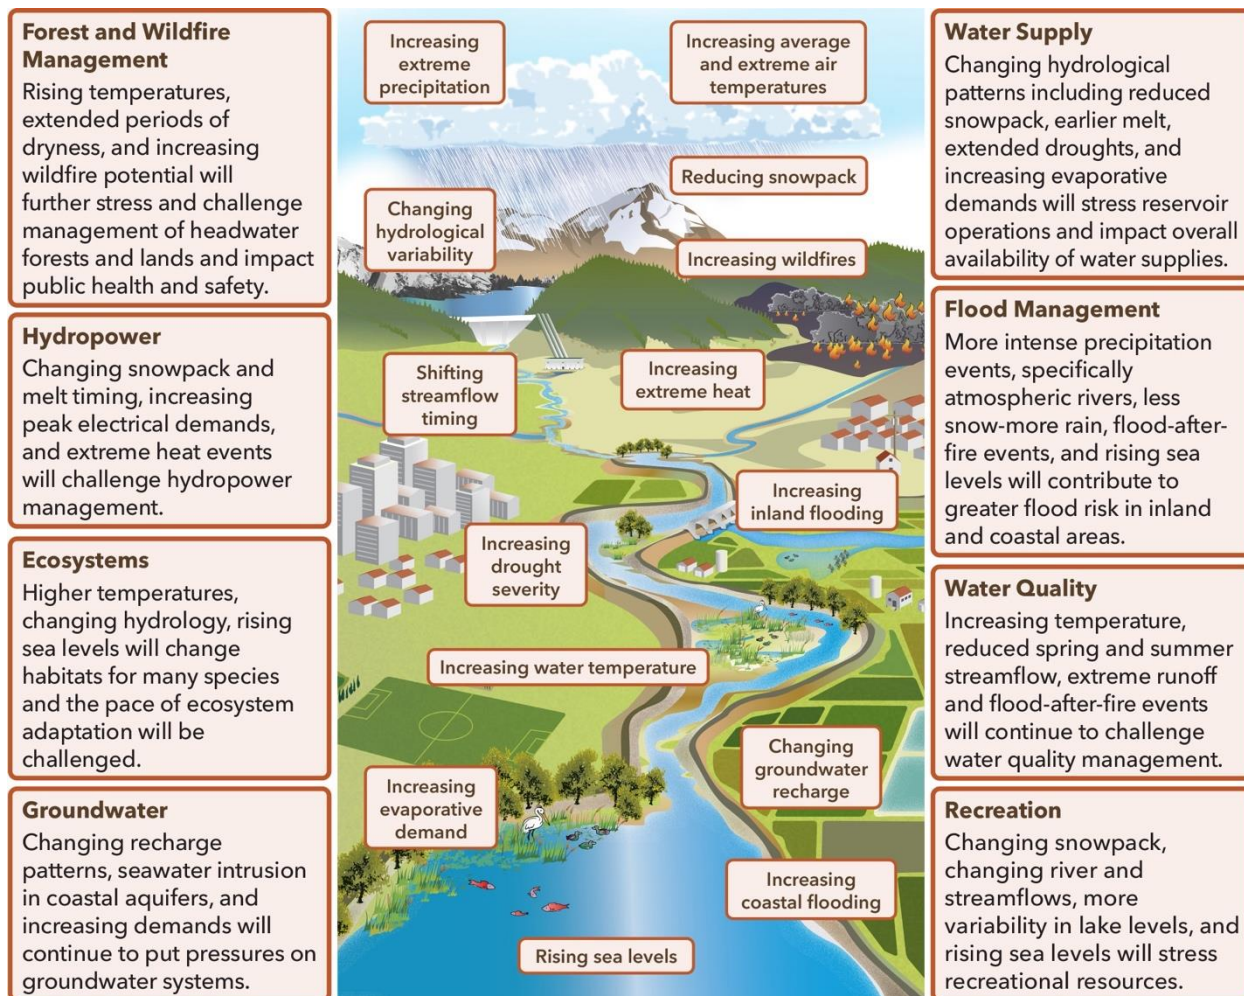 Forest and Wildfire
Management
Rising temperatures,
extended periods of
dryness, and increasing
wildfire potential will
further stress and challenge
management of headwater
forests and lands and impact
public health and safety.
Hydropower
Changing snowpack and
melt timing, increasing
peak electrical demands,
and extreme heat events
will challenge hydropower
management.
Ecosystems
Higher temperatures,
changing hydrology, rising
sea levels will change
habitats for many species
and the pace of ecosystem
adaptation will be
challenged.
Groundwater
Changing recharge
patterns, seawater intrusion
in coastal aquifers, and
increasing demands will
continue to put pressures on
groundwater systems.
Increasing
extreme
precipitation
Increasing average
and extreme air
temperatures
Reducing snowpack
Changing
hydrological
variability
Increasing wildfires
Shifting
streamflow
timing
Increasing
extreme heat
Increasing
inland flooding
Increasing
drought
severity
Increasing water temperature
Changing
groundwater
recharge
Increasing
evaporative
demand
Increasing
coastal flooding
Rising sea levels
Water Supply
Changing hydrological
patterns including reduced
snowpack, earlier melt,
extended droughts, and
increasing evaporative
demands will stress reservoir
operations and impact overall
availability of water supplies.
Flood Management
More intense precipitation
events, specifically
atmospheric rivers, less
snow-more rain, flood-after-
fire events, and rising sea
levels will contribute to
greater flood risk in inland
and coastal areas.
Water Quality
Increasing temperature,
reduced spring and summer
streamflow, extreme runoff
and flood-after-fire events
will continue to challenge
water quality management.
Recreation
Changing snowpack,
changing river and
streamflows, more
variability in lake levels, and
rising sea levels will stress
recreational resources.